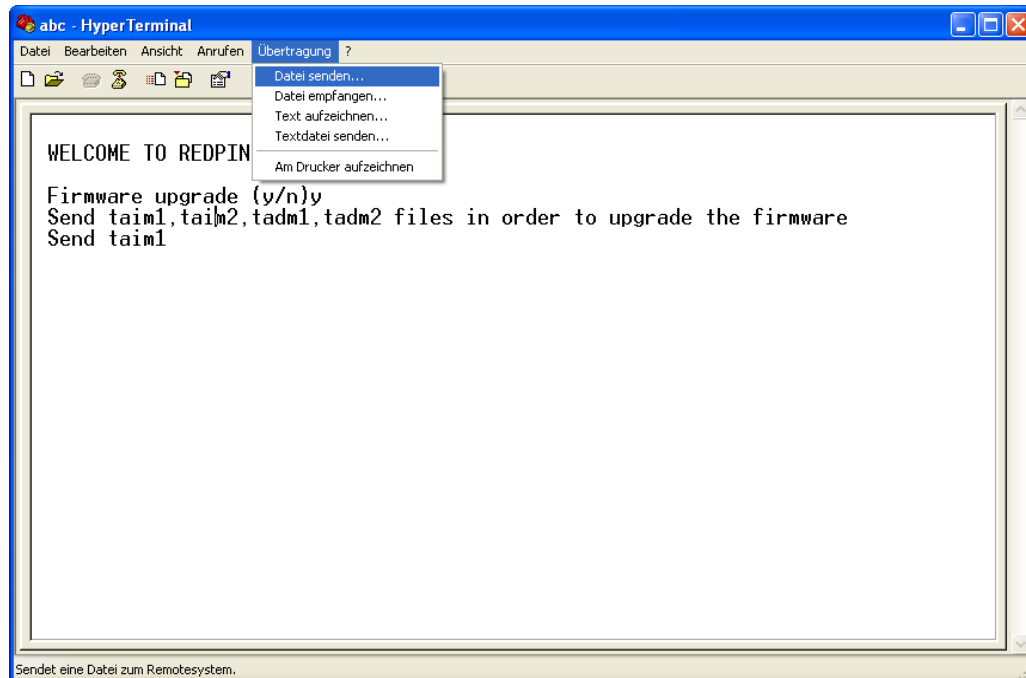 abc - HyperTerminal
Datei Bearbeiten Ansicht Anrufen Übertragung ?
Datei senden...
Datei empfangen...
Text aufzeichnen...
Textdatei senden...
Am Drucker aufzeichnen
WELCOME TO REDPIN
Firmware upgrade (y/n)y
Send taim1,taim2,tadm1,tadm2 files in order to upgrade the firmware
Send taim1
Sendet eine Datei zum Remotesystem.